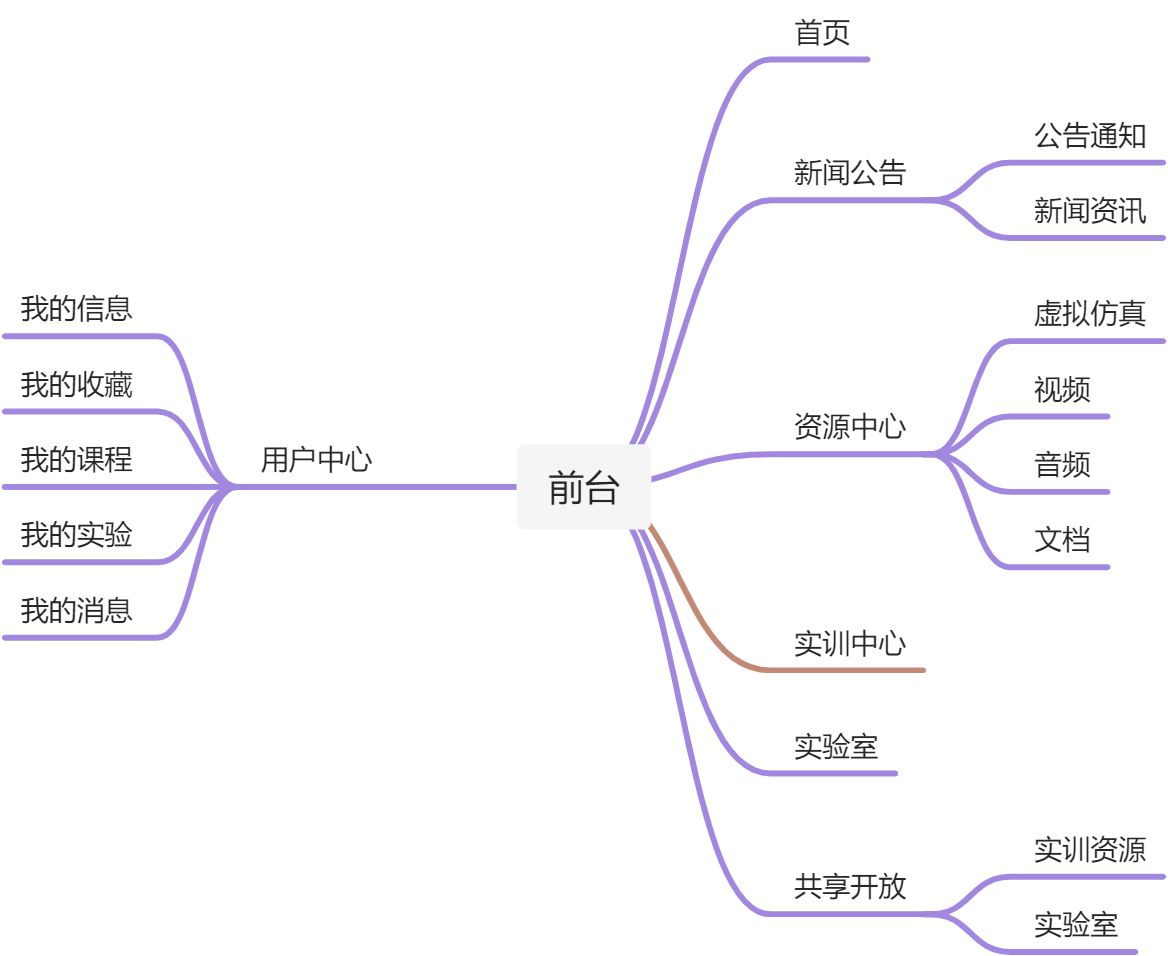 前台
首页
新闻公告
公告通知
新闻资讯
资源中心
虚拟仿真
视频
音频
文档
实训中心
实验室
共享开放
实训资源
实验室
用户中心
我的信息
我的收藏
我的课程
我的实验
我的消息